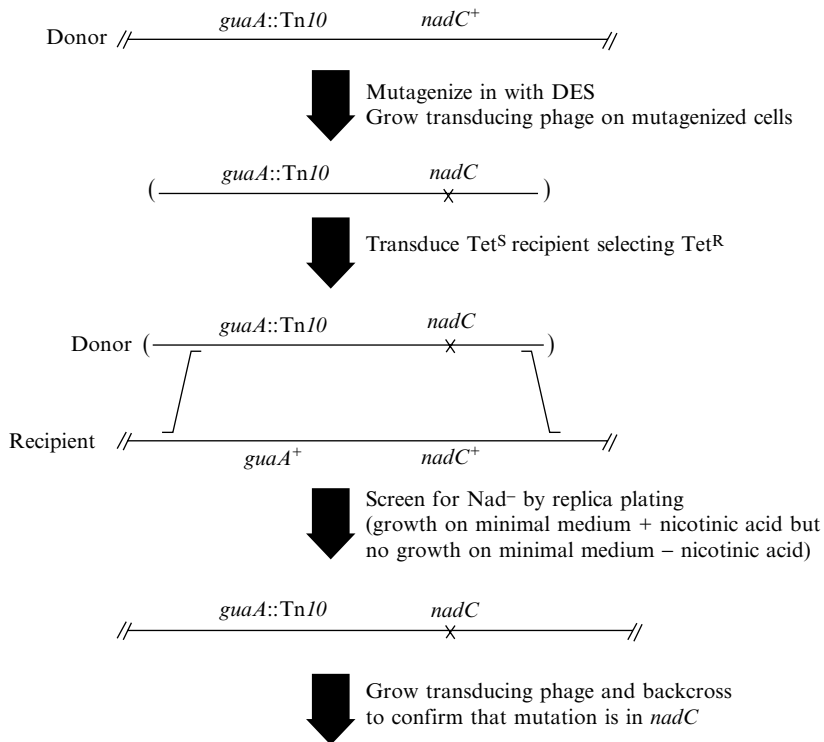 guaA::Tn10 nadC⁺
Donor
Mutagenize in with DES
Grow transducing phage on mutagenized cells
( guaA::Tn10 nadC )
Transduce Tetˢ recipient selecting Tetᴿ
guaA::Tn10 nadC
Donor ( )
Recipient
guaA⁺ nadC⁺
Screen for Nad⁻ by replica plating
(growth on minimal medium + nicotinic acid but
no growth on minimal medium − nicotinic acid)
guaA::Tn10 nadC
Grow transducing phage and backcross
to confirm that mutation is in nadC